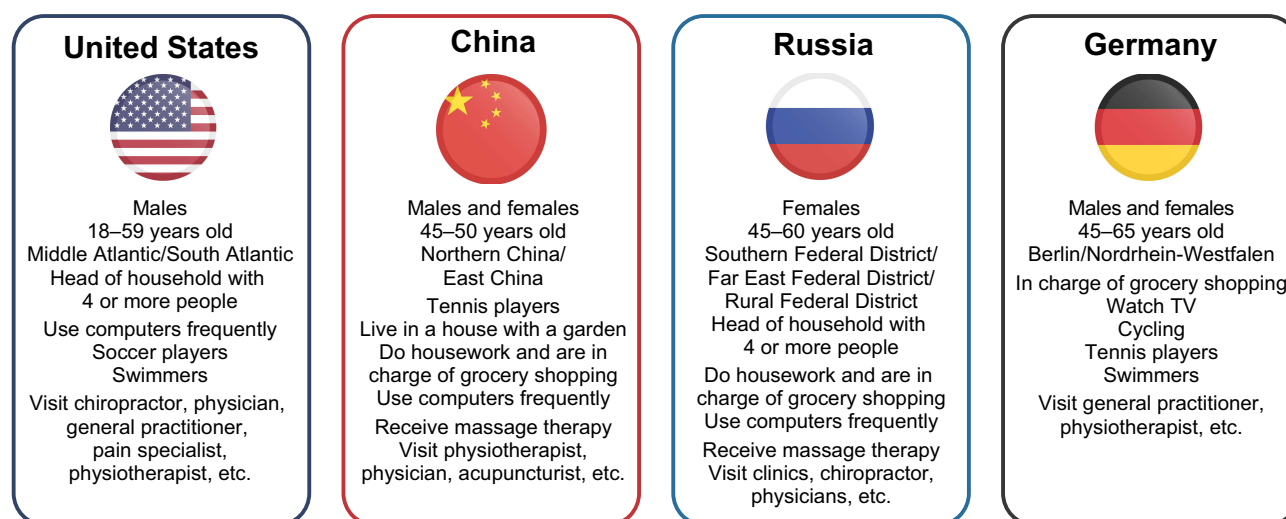 United States
Males
18–59 years old
Middle Atlantic/South Atlantic
Head of household with
4 or more people
Use computers frequently
Soccer players
Swimmers
Visit chiropractor, physician,
general practitioner,
pain specialist,
physiotherapist, etc.
China
Males and females
45–50 years old
Northern China/
East China
Tennis players
Live in a house with a garden
Do housework and are in
charge of grocery shopping
Use computers frequently
Receive massage therapy
Visit physiotherapist,
physician, acupuncturist, etc.
Russia
Females
45–60 years old
Southern Federal District/
Far East Federal District/
Rural Federal District
Head of household with
4 or more people
Do housework and are in
charge of grocery shopping
Use computers frequently
Receive massage therapy
Visit clinics, chiropractor,
physicians, etc.
Germany
Males and females
45–65 years old
Berlin/Nordrhein-Westfalen
In charge of grocery shopping
Watch TV
Cycling
Tennis players
Swimmers
Visit general practitioner,
physiotherapist, etc.